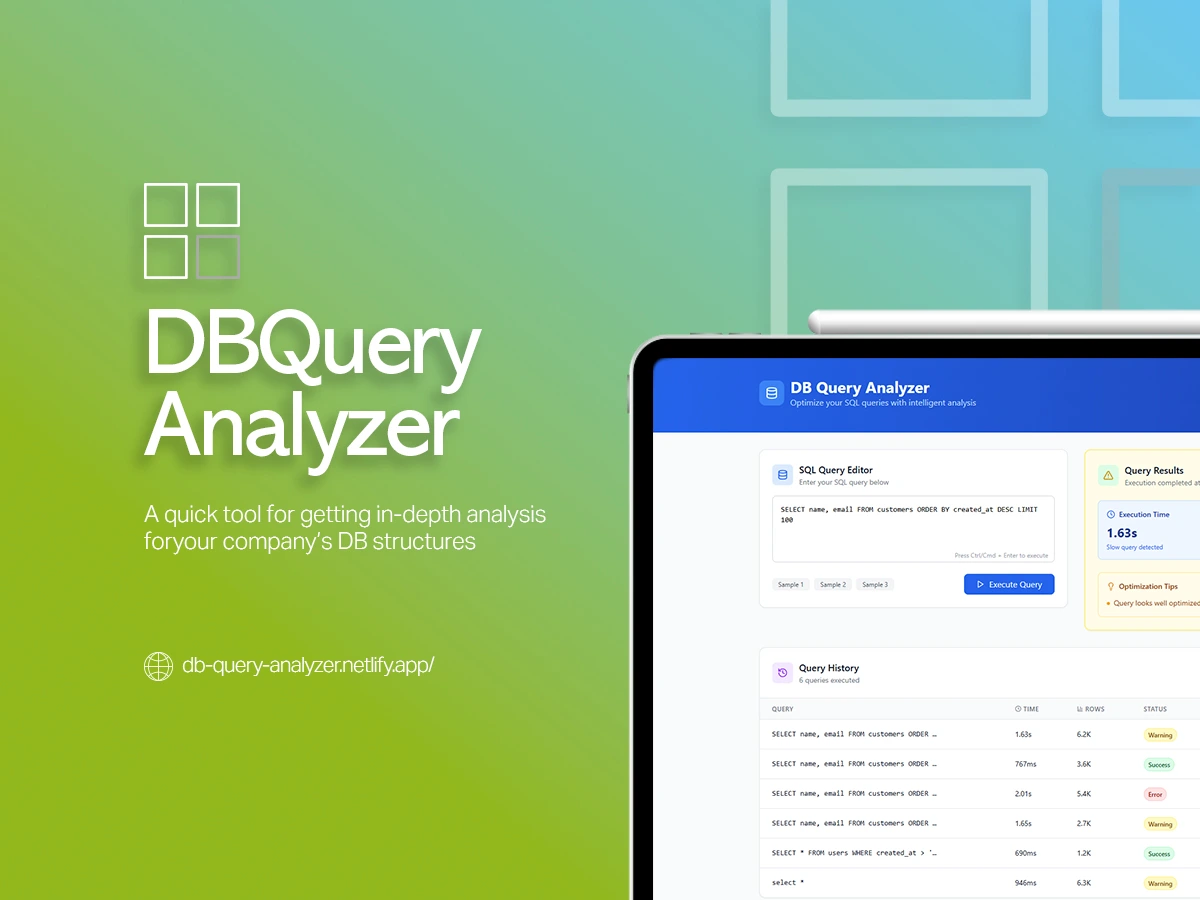 DBQuery
Analyzer
A quick tool for getting in-depth analysis
foryour company's DB structures
db-query-analyzer.netlify.app/
DB Query Analyzer
Optimize your SQL queries with intelligent analysis
SQL Query Editor
Enter your SQL query below
SELECT name, email FROM customers ORDER BY created_at DESC LIMIT
100
Press Ctrl/Cmd + Enter to execute
Sample 1 Sample 2 Sample 3 Execute Query
Query Results
Execution completed at
Execution Time
1.63s
Slow query detected
Optimization Tips
• Query looks well optimized
Query History
6 queries executed
QUERY TIME ROWS STATUS
SELECT name, email FROM customers ORDER … 1.63s 6.2K Warning
SELECT name, email FROM customers ORDER … 767ms 3.6K Success
SELECT name, email FROM customers ORDER … 2.01s 5.4K Error
SELECT name, email FROM customers ORDER … 1.65s 2.7K Warning
SELECT * FROM users WHERE created_at > '… 690ms 1.2K Success
select * 946ms 6.3K Warning